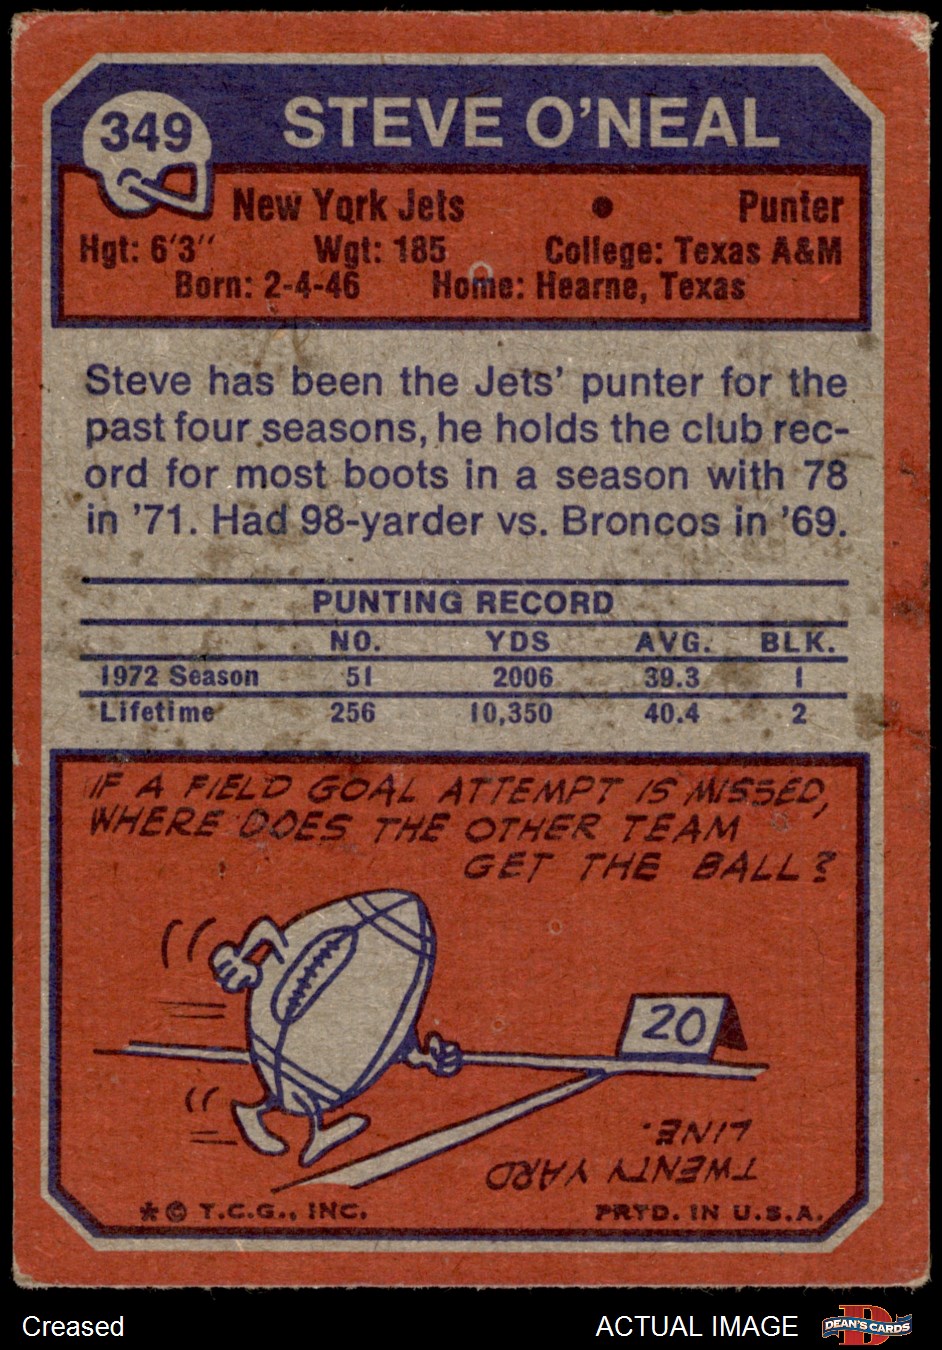 349
STEVE O'NEAL
New York Jets • Punter
Hgt: 6'3" Wgt: 185 College: Texas A&M
Born: 2-4-46 Home: Hearne, Texas
Steve has been the Jets' punter for the
past four seasons, he holds the club rec-
ord for most boots in a season with 78
in '71. Had 98-yarder vs. Broncos in '69.
PUNTING RECORD
NO. YDS AVG. BLK.
1972 Season 51 2006 39.3 1
Lifetime 256 10,350 40.4 2
IF A FIELD GOAL ATTEMPT IS MISSED,
WHERE DOES THE OTHER TEAM
GET THE BALL?
20
TWENTY YARD
LINE.
* © T.C.G., INC. PRTD. IN U.S.A.
Creased ACTUAL IMAGE DEAN'S CARDS